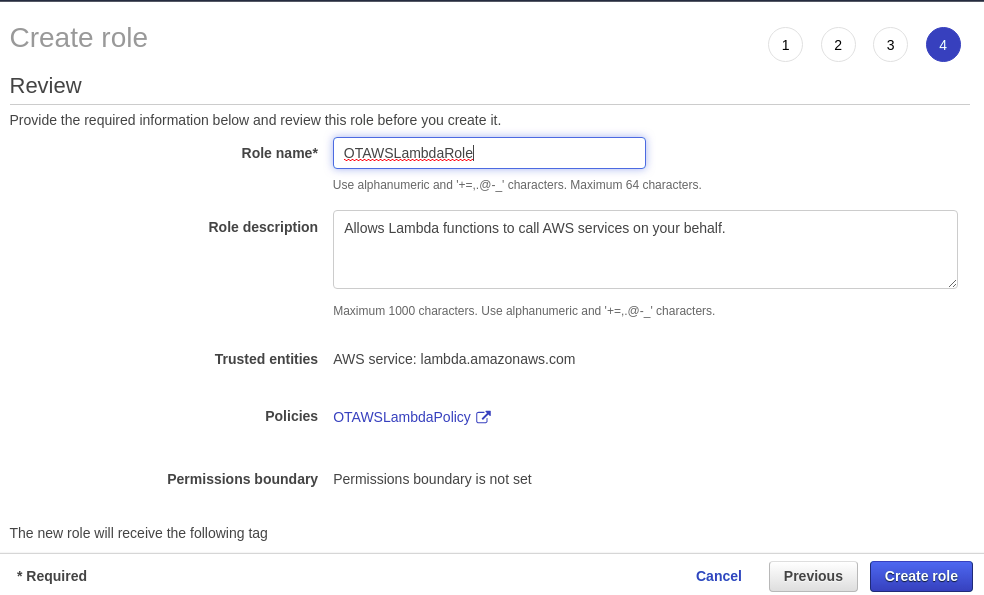 Create role
1 2 3 4
Review
Provide the required information below and review this role before you create it.
Role name* OTAWSLambdaRole
Use alphanumeric and '+=,.@-_' characters. Maximum 64 characters.
Role description Allows Lambda functions to call AWS services on your behalf.
Maximum 1000 characters. Use alphanumeric and '+=,.@-_' characters.
Trusted entities AWS service: lambda.amazonaws.com
Policies OTAWSLambdaPolicy
Permissions boundary Permissions boundary is not set
The new role will receive the following tag
* Required Cancel Previous Create role